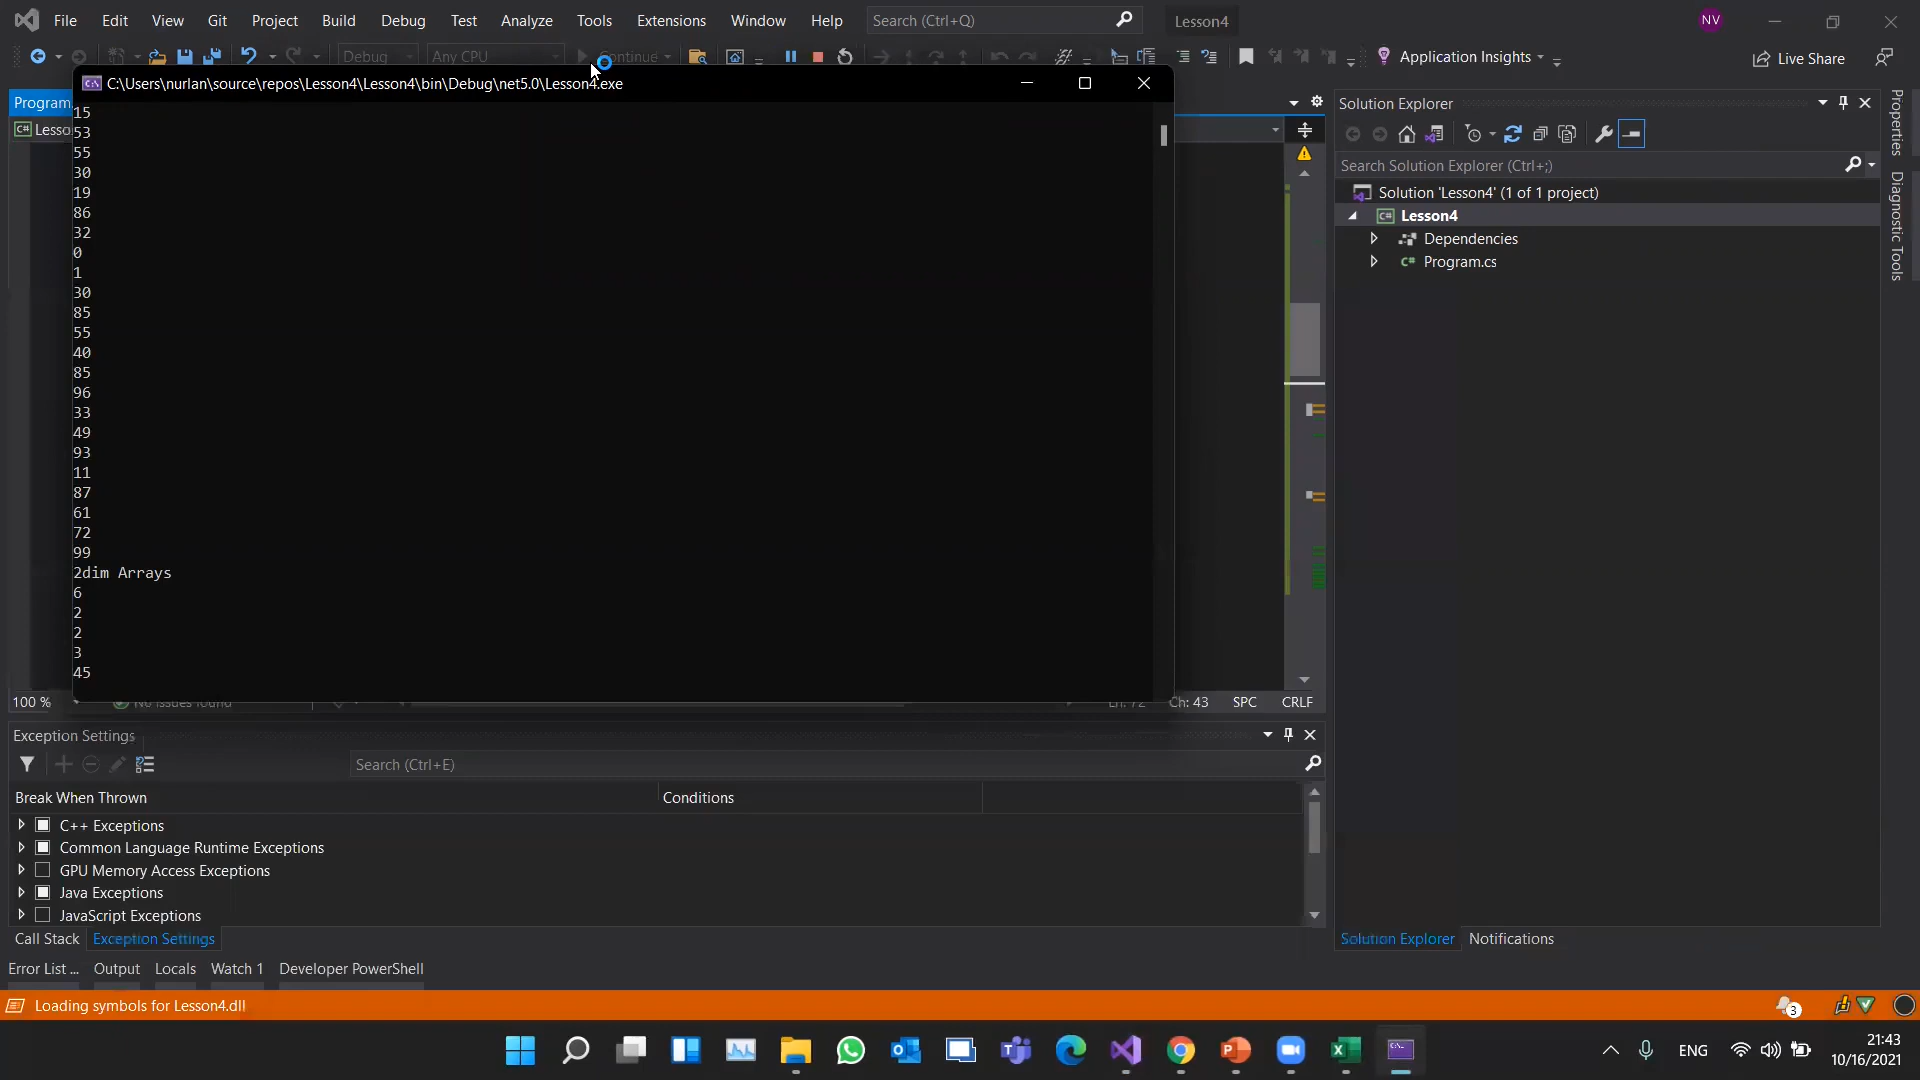 File Edit View Git Project Build Debug Test Analyze Tools Extensions Window Help Search (Ctrl+Q) Lesson4 NV
Debug Any CPU Continue Application Insights Live Share
C:\Users\nurlan\source\repos\Lesson4\Lesson4\bin\Debug\net5.0\Lesson4.exe
Program.
Lesso
15
53
55
30
19
86
32
0
1
30
85
55
40
85
96
33
49
93
11
87
61
72
99
2dim Arrays
6
2
2
3
45
100 % No issues found Ln: 72 Ch: 43 SPC CRLF
Solution Explorer
Search Solution Explorer (Ctrl+;)
Solution 'Lesson4' (1 of 1 project)
Lesson4
Dependencies
Program.cs
Properties
Diagnostic Tools
Exception Settings
Search (Ctrl+E)
Break When Thrown Conditions
C++ Exceptions
Common Language Runtime Exceptions
GPU Memory Access Exceptions
Java Exceptions
JavaScript Exceptions
Call Stack Exception Settings
Solution Explorer Notifications
Error List ... Output Locals Watch 1 Developer PowerShell
Loading symbols for Lesson4.dll 3
ENG
21:43
10/16/2021